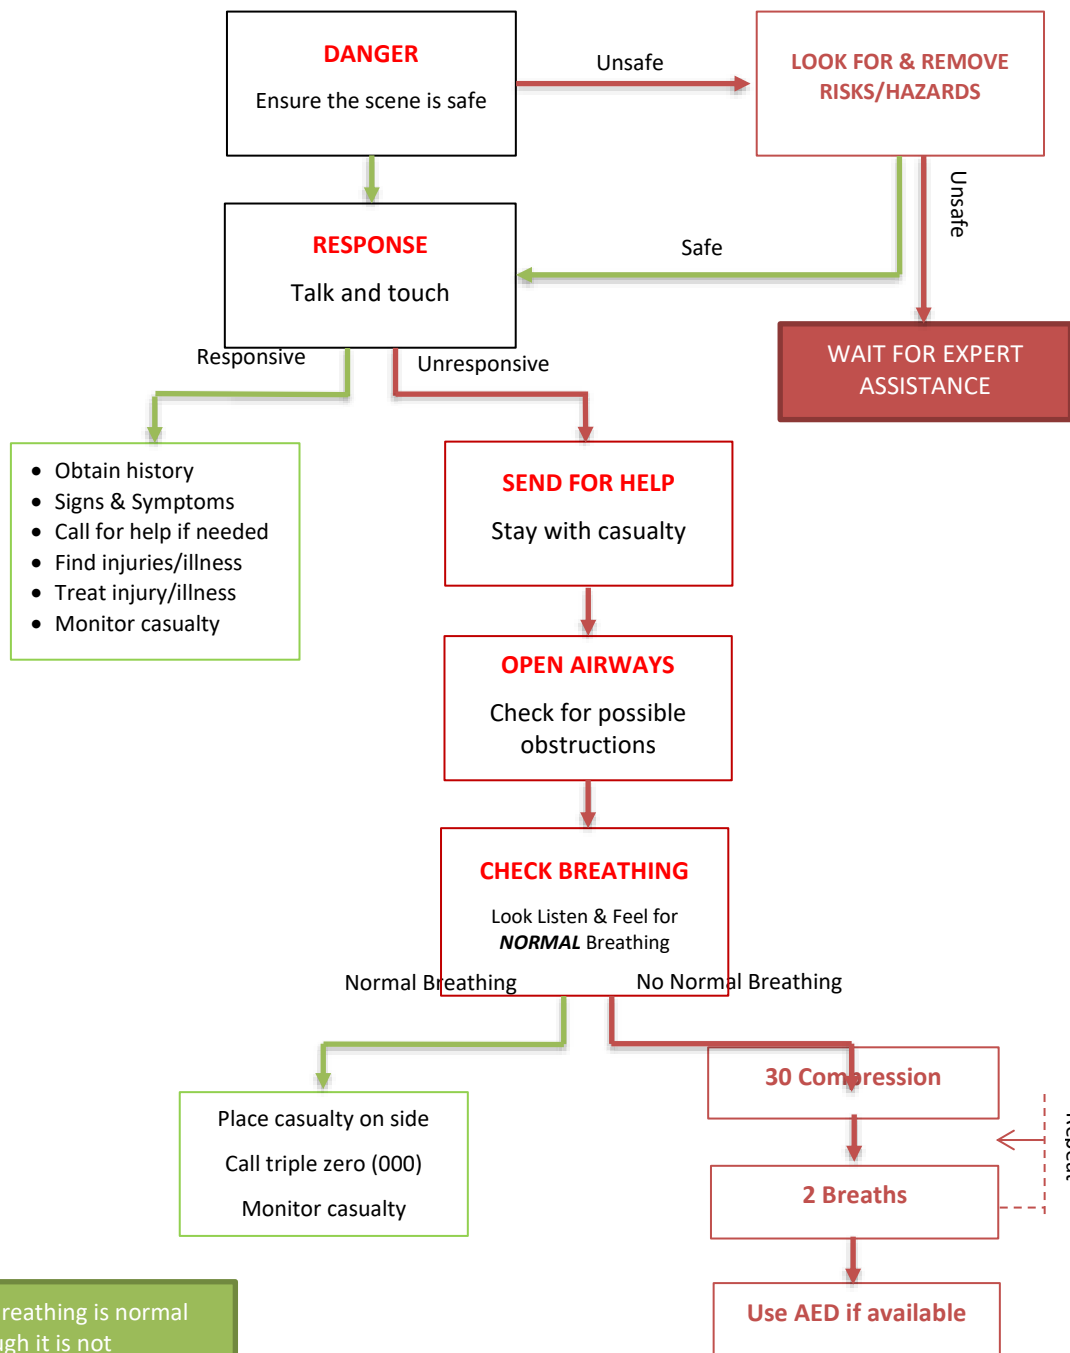 DANGER
Ensure the scene is safe
Unsafe
LOOK FOR & REMOVE
RISKS/HAZARDS
Unsafe
Safe
RESPONSE
Talk and touch
WAIT FOR EXPERT
ASSISTANCE
Responsive
Unresponsive
• Obtain history
• Signs & Symptoms
• Call for help if needed
• Find injuries/illness
• Treat injury/illness
• Monitor casualty
SEND FOR HELP
Stay with casualty
OPEN AIRWAYS
Check for possible
obstructions
CHECK BREATHING
Look Listen & Feel for
NORMAL Breathing
Normal Breathing
No Normal Breathing
Place casualty on side
Call triple zero (000)
Monitor casualty
30 Compression
2 Breaths
Repeat
Use AED if available
reathing is normal
ugh it is not